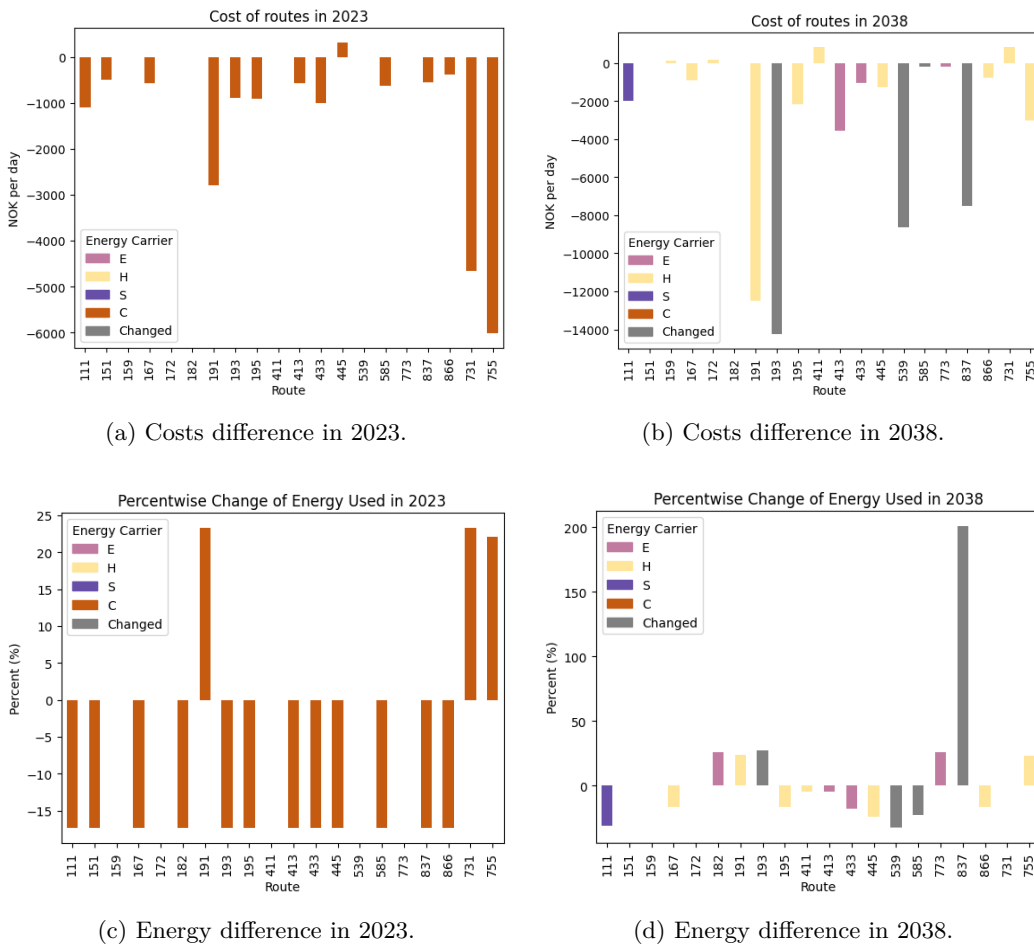 Cost of routes in 2023
0
−1000
−2000
−3000
−4000
−5000
−6000
NOK per day
Energy Carrier
E
H
S
C
Changed
111 151 159 167 172 182 191 193 195 411 413 433 445 539 585 773 837 866 731 755
Route
(a) Costs difference in 2023.
Cost of routes in 2038
0
−2000
−4000
−6000
−8000
−10000
−12000
−14000
NOK per day
Energy Carrier
E
H
S
C
Changed
111 151 159 167 172 182 191 193 195 411 413 433 445 539 585 773 837 866 731 755
Route
(b) Costs difference in 2038.
Percentwise Change of Energy Used in 2023
25
20
15
10
5
0
−5
−10
−15
Percent (%)
Energy Carrier
E
H
S
C
Changed
111 151 159 167 172 182 191 193 195 411 413 433 445 539 585 773 837 866 731 755
Route
(c) Energy difference in 2023.
Percentwise Change of Energy Used in 2038
200
150
100
50
0
Percent (%)
Energy Carrier
E
H
S
C
Changed
111 151 159 167 172 182 191 193 195 411 413 433 445 539 585 773 837 866 731 755
Route
(d) Energy difference in 2038.